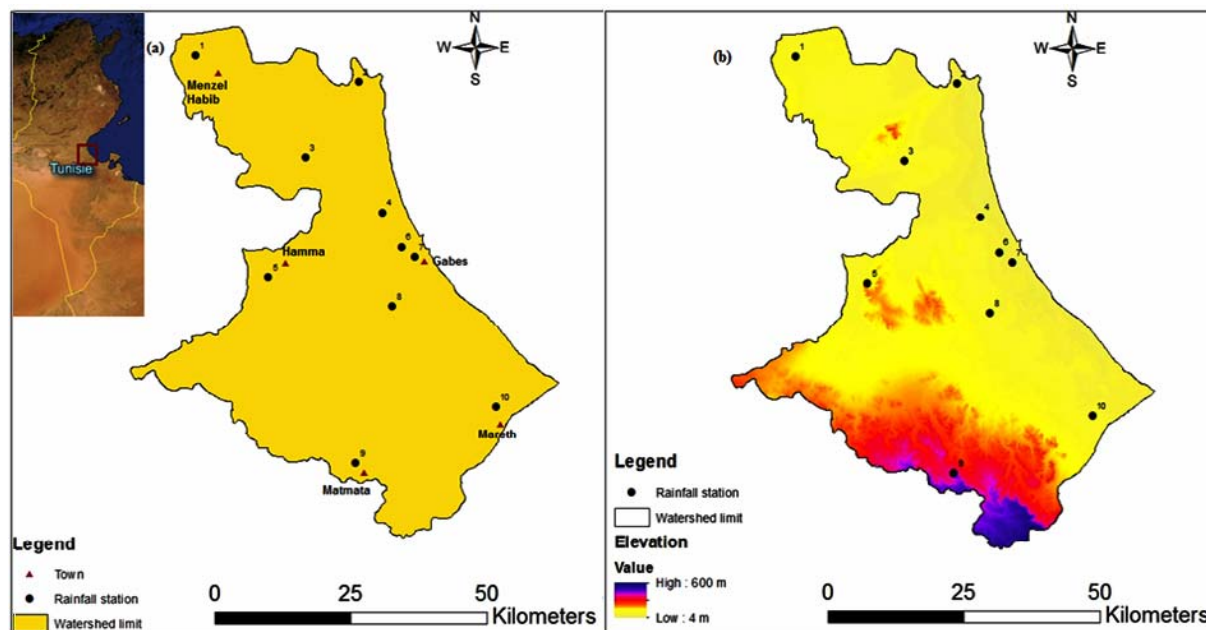 (a)
N
W E
S
1
Menzel
Habib
2
3
4
6
7
Gabes
Hamma
5
8
10
Mareth
9
Matmata
Tunisie
Legend
Town
Rainfall station
Watershed limit
0 25 50
Kilometers
(b)
N
W E
S
1
2
3
4
6
7
5
8
10
9
Legend
Rainfall station
Watershed limit
Elevation
Value
High : 600 m
Low : 4 m
0 25 50
Kilometers